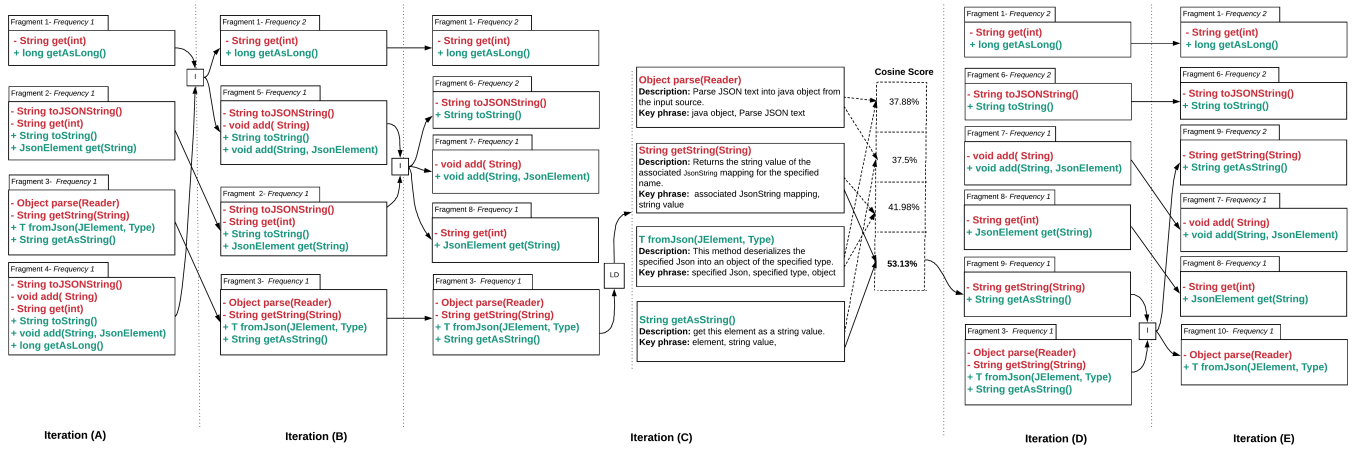 Fragment 1- Frequency 1
- String get(int)
+ long getAsLong()
Fragment 2- Frequency 1
- String toJSONString()
- String get(int)
+ String toString()
+ JsonElement get(String)
Fragment 3- Frequency 1
- Object parse(Reader)
- String getString(String)
+ T fromJson(JElement, Type)
+ String getAsString()
Fragment 4- Frequency 1
- String toJSONString()
- void add( String)
- String get(int)
+ String toString()
+ void add(String, JsonElement)
+ long getAsLong()
Iteration (A)
I
Fragment 1- Frequency 2
- String get(int)
+ long getAsLong()
Fragment 5- Frequency 1
- String toJSONString()
- void add( String)
+ String toString()
+ void add(String, JsonElement)
Fragment 2- Frequency 1
- String toJSONString()
- String get(int)
+ String toString()
+ JsonElement get(String)
Fragment 3- Frequency 1
- Object parse(Reader)
- String getString(String)
+ T fromJson(JElement, Type)
+ String getAsString()
Iteration (B)
I
Fragment 1- Frequency 2
- String get(int)
+ long getAsLong()
Fragment 6- Frequency 2
- String toJSONString()
+ String toString()
Fragment 7- Frequency 1
- void add( String)
+ void add(String, JsonElement)
Fragment 8- Frequency 1
- String get(int)
+ JsonElement get(String)
Fragment 3- Frequency 1
- Object parse(Reader)
- String getString(String)
+ T fromJson(JElement, Type)
+ String getAsString()
LD
Object parse(Reader)
Description: Parse JSON text into java object from
the input source.
Key phrase: java object, Parse JSON text
String getString(String)
Description: Returns the string value of the
associated JsonString mapping for the specified
name.
Key phrase: associated JsonString mapping,
string value
T fromJson(JElement, Type)
Description: This method deserializes the
specified Json into an object of the specified type.
Key phrase: specified Json, specified type, object
String getAsString()
Description: get this element as a string value.
Key phrase: element, string value,
Cosine Score
37.88%
37.5%
41.98%
53.13%
Iteration (C)
Fragment 1- Frequency 2
- String get(int)
+ long getAsLong()
Fragment 6- Frequency 2
- String toJSONString()
+ String toString()
Fragment 7- Frequency 1
- void add( String)
+ void add(String, JsonElement)
Fragment 8- Frequency 1
- String get(int)
+ JsonElement get(String)
Fragment 9- Frequency 1
- String getString(String)
+ String getAsString()
Fragment 3- Frequency 1
- Object parse(Reader)
- String getString(String)
+ T fromJson(JElement, Type)
+ String getAsString()
Iteration (D)
I
Fragment 1- Frequency 2
- String get(int)
+ long getAsLong()
Fragment 6- Frequency 2
- String toJSONString()
+ String toString()
Fragment 9- Frequency 2
- String getString(String)
+ String getAsString()
Fragment 7- Frequency 1
- void add( String)
+ void add(String, JsonElement)
Fragment 8- Frequency 1
- String get(int)
+ JsonElement get(String)
Fragment 10- Frequency 1
- Object parse(Reader)
+ T fromJson(JElement, Type)
Iteration (E)